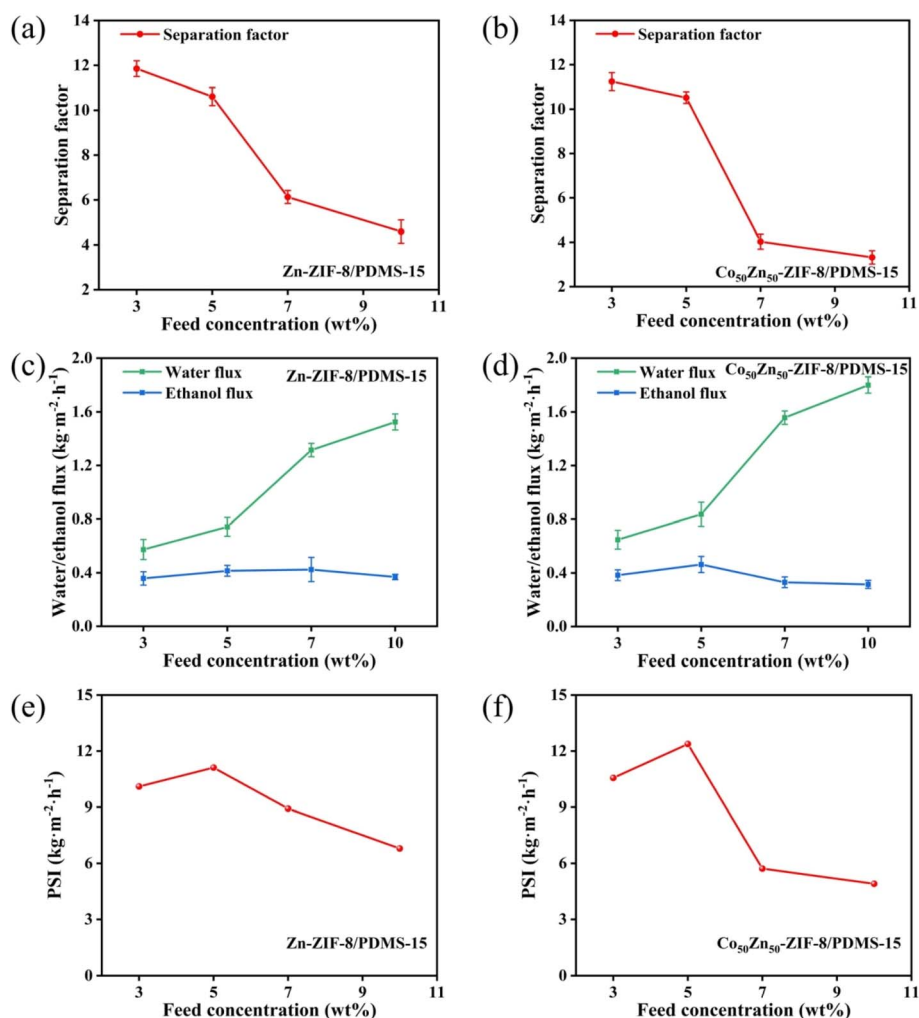 (a)
Separation factor
14
12
10
8
6
4
2
Separation factor
Zn-ZIF-8/PDMS-15
3
5
7
9
11
Feed concentration (wt%)
(b)
Separation factor
14
12
10
8
6
4
2
Separation factor
Co₅₀Zn₅₀-ZIF-8/PDMS-15
3
5
7
9
11
Feed concentration (wt%)
(c)
Water/ethanol flux (kg·m⁻²·h⁻¹)
2.0
1.6
1.2
0.8
0.4
0.0
Water flux
Ethanol flux
Zn-ZIF-8/PDMS-15
3
5
7
10
Feed concentration (wt%)
(d)
Water/ethanol flux (kg·m⁻²·h⁻¹)
2.0
1.6
1.2
0.8
0.4
0.0
Water flux
Ethanol flux
Co₅₀Zn₅₀-ZIF-8/PDMS-15
3
5
7
10
Feed concentration (wt%)
(e)
PSI (kg·m⁻²·h⁻¹)
15
12
9
6
3
0
Zn-ZIF-8/PDMS-15
3
5
7
9
11
Feed concentration (wt%)
(f)
PSI (kg·m⁻²·h⁻¹)
15
12
9
6
3
0
Co₅₀Zn₅₀-ZIF-8/PDMS-15
3
5
7
9
11
Feed concentration (wt%)